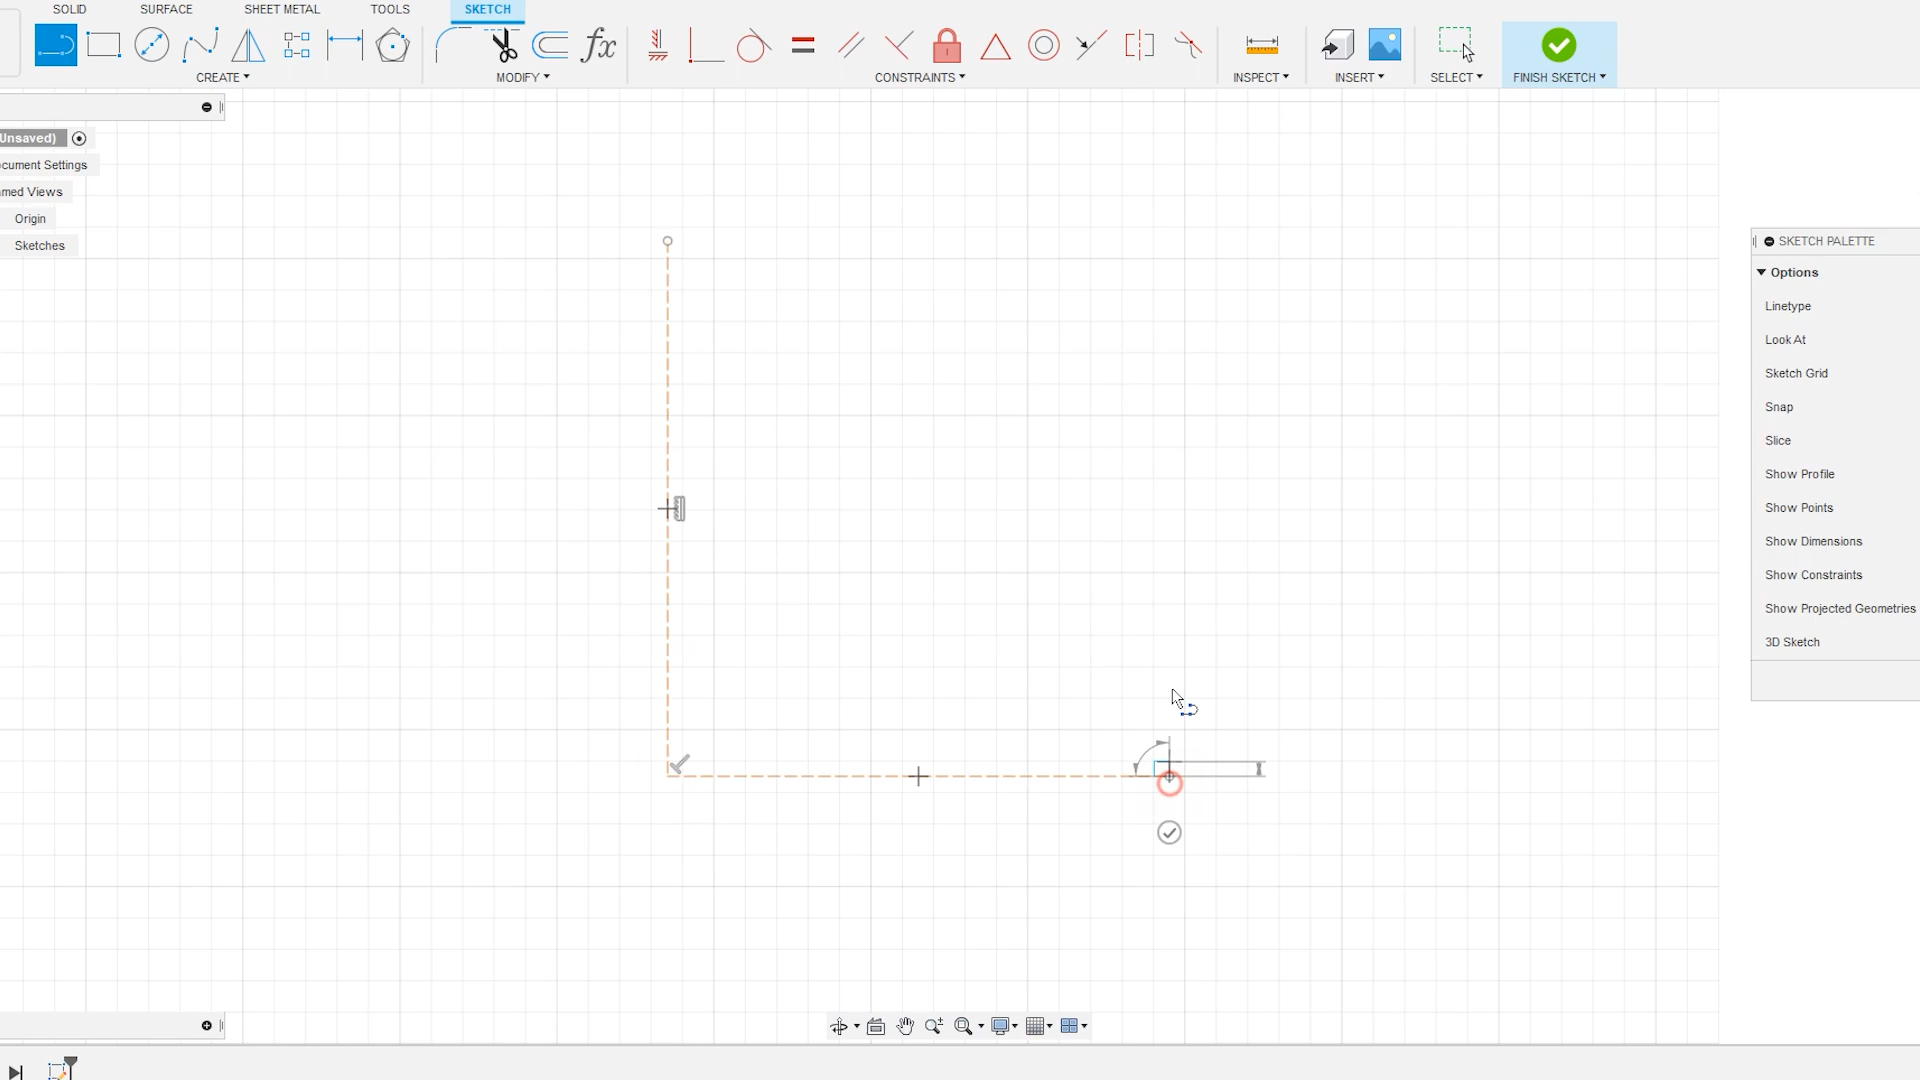 SOLID SURFACE SHEET METAL TOOLS SKETCH
fx
CREATE MODIFY CONSTRAINTS INSPECT INSERT SELECT FINISH SKETCH
Unsaved)
cument Settings
med Views
Origin
Sketches
SKETCH PALETTE
Options
Linetype
Look At
Sketch Grid
Snap
Slice
Show Profile
Show Points
Show Dimensions
Show Constraints
Show Projected Geometries
3D Sketch